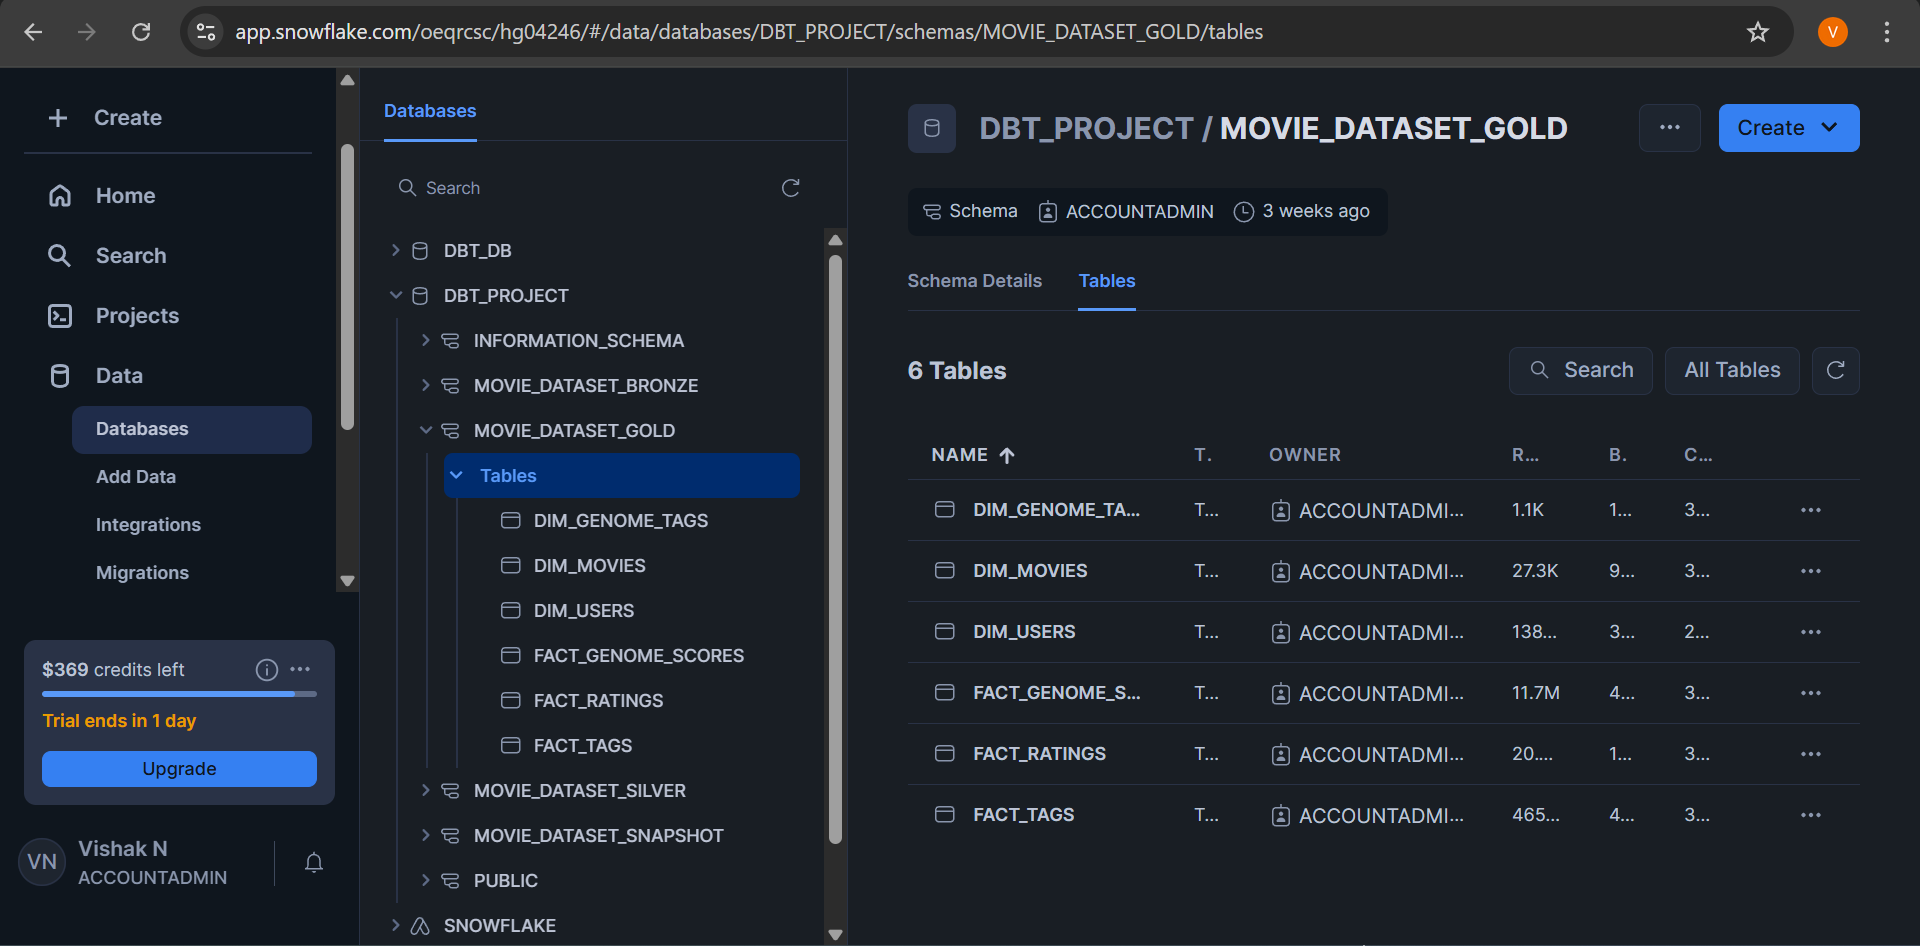 app.snowflake.com/oeqrcsc/hg04246/#/data/databases/DBT_PROJECT/schemas/MOVIE_DATASET_GOLD/tables
V
Create
Home
Search
Projects
Data
Databases
Add Data
Integrations
Migrations
$369 credits left
Trial ends in 1 day
Upgrade
VN
Vishak N
ACCOUNTADMIN
Databases
Search
DBT_DB
DBT_PROJECT
INFORMATION_SCHEMA
MOVIE_DATASET_BRONZE
MOVIE_DATASET_GOLD
Tables
DIM_GENOME_TAGS
DIM_MOVIES
DIM_USERS
FACT_GENOME_SCORES
FACT_RATINGS
FACT_TAGS
MOVIE_DATASET_SILVER
MOVIE_DATASET_SNAPSHOT
PUBLIC
SNOWFLAKE
DBT_PROJECT / MOVIE_DATASET_GOLD
... Create
Schema ACCOUNTADMIN 3 weeks ago
Schema Details Tables
6 Tables Search All Tables
NAME T. OWNER R... B. C...
DIM_GENOME_TA... T... ACCOUNTADMI... 1.1K 1... 3... ...
DIM_MOVIES T... ACCOUNTADMI... 27.3K 9... 3... ...
DIM_USERS T... ACCOUNTADMI... 138... 3... 2... ...
FACT_GENOME_S... T... ACCOUNTADMI... 11.7M 4... 3... ...
FACT_RATINGS T... ACCOUNTADMI... 20.... 1... 3... ...
FACT_TAGS T... ACCOUNTADMI... 465... 4... 3... ...